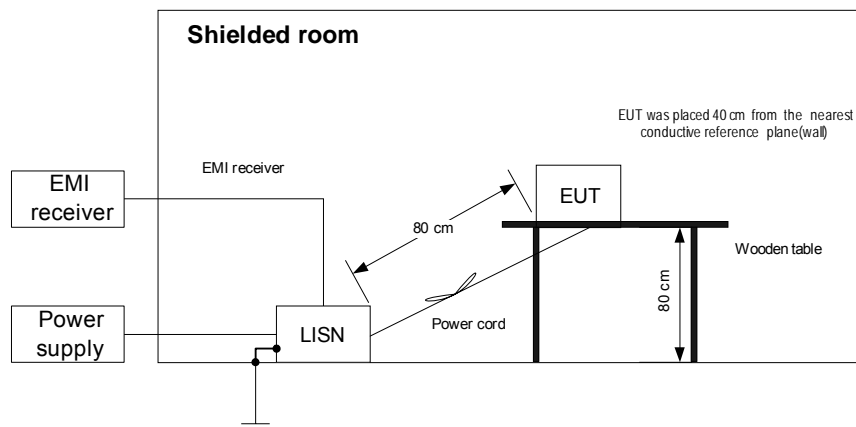 Shielded room
EUT was placed 40 cm from the nearest
conductive reference plane(wall)
EMI receiver
EMI
receiver
EUT
80 cm
Wooden table
80 cm
Power
supply
LISN
Power cord